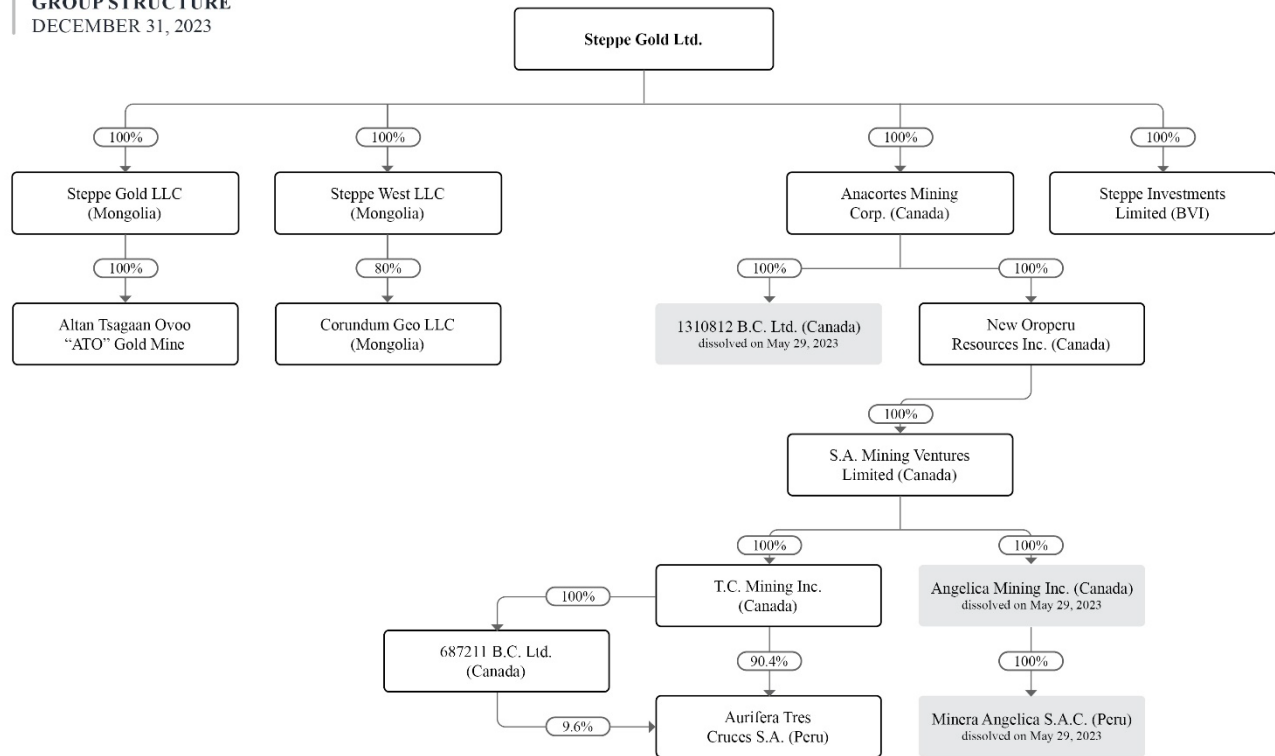 GROUP STRUCTURE
DECEMBER 31, 2023
Steppe Gold Ltd.
100%
100%
100%
100%
Steppe Gold LLC
(Mongolia)
Steppe West LLC
(Mongolia)
Anacortes Mining
Corp. (Canada)
Steppe Investments
Limited (BVI)
100%
80%
100%
100%
Altan Tsagaan Ovoo
“ATO” Gold Mine
Corundum Geo LLC
(Mongolia)
1310812 B.C. Ltd. (Canada)
dissolved on May 29, 2023
New Oroperu
Resources Inc. (Canada)
100%
S.A. Mining Ventures
Limited (Canada)
100%
100%
T.C. Mining Inc.
(Canada)
Angelica Mining Inc. (Canada)
dissolved on May 29, 2023
100%
687211 B.C. Ltd.
(Canada)
90.4%
100%
9.6%
Aurifera Tres
Cruces S.A. (Peru)
Minera Angelica S.A.C. (Peru)
dissolved on May 29, 2023